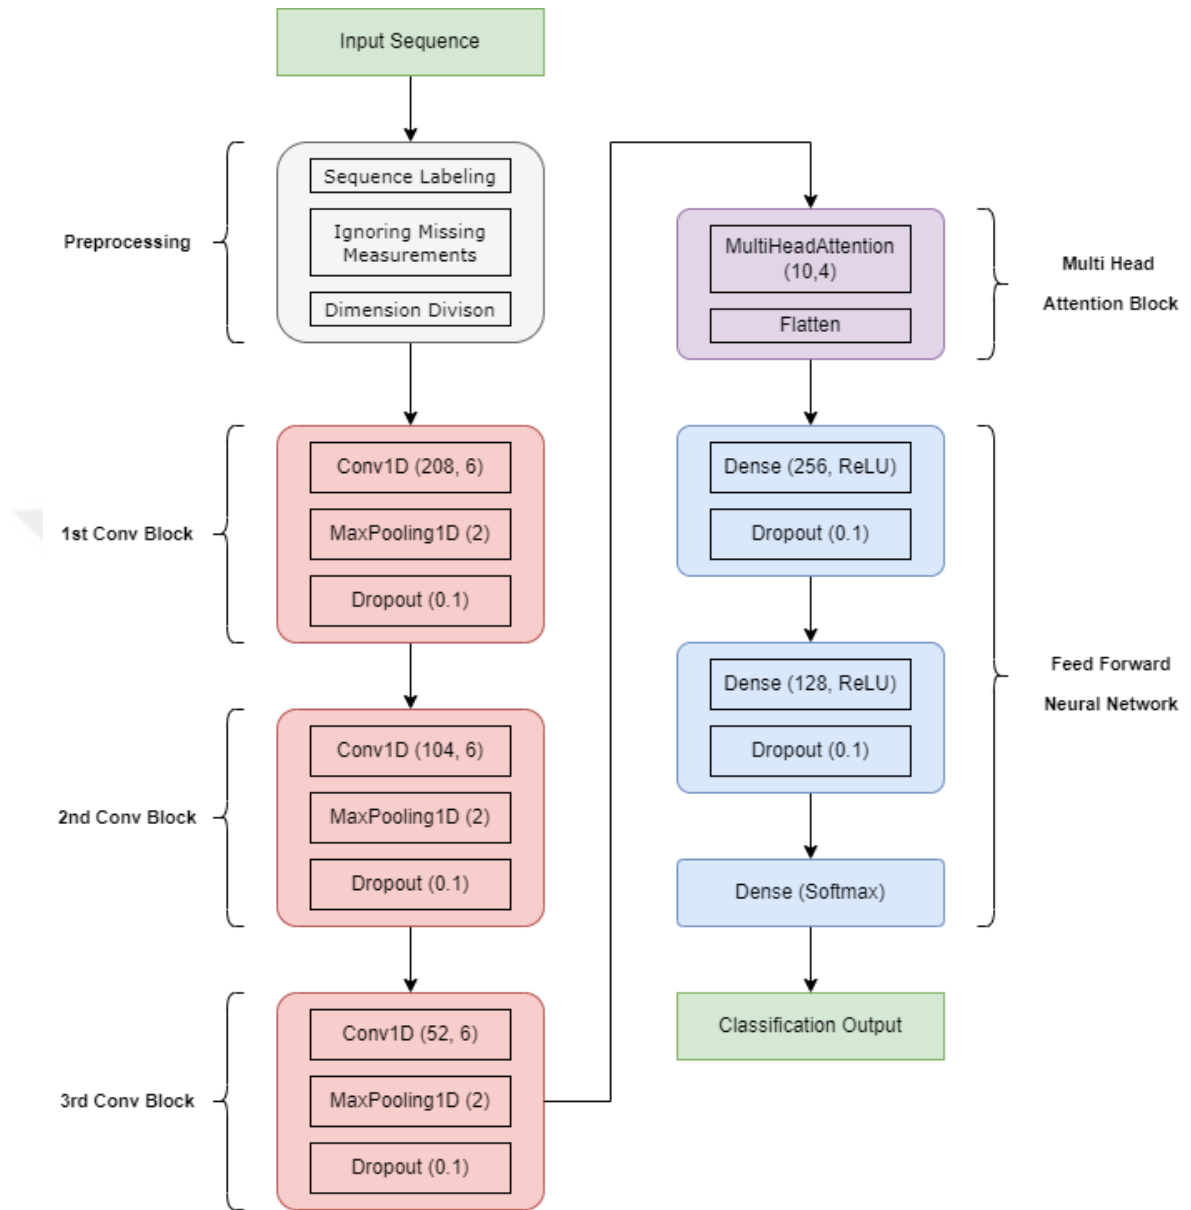 Input Sequence
Preprocessing
Sequence Labeling
Ignoring Missing
Measurements
Dimension Divison
1st Conv Block
Conv1D (208, 6)
MaxPooling1D (2)
Dropout (0.1)
2nd Conv Block
Conv1D (104, 6)
MaxPooling1D (2)
Dropout (0.1)
3rd Conv Block
Conv1D (52, 6)
MaxPooling1D (2)
Dropout (0.1)
MultiHeadAttention
(10,4)
Flatten
Multi Head
Attention Block
Dense (256, ReLU)
Dropout (0.1)
Dense (128, ReLU)
Dropout (0.1)
Dense (Softmax)
Feed Forward
Neural Network
Classification Output